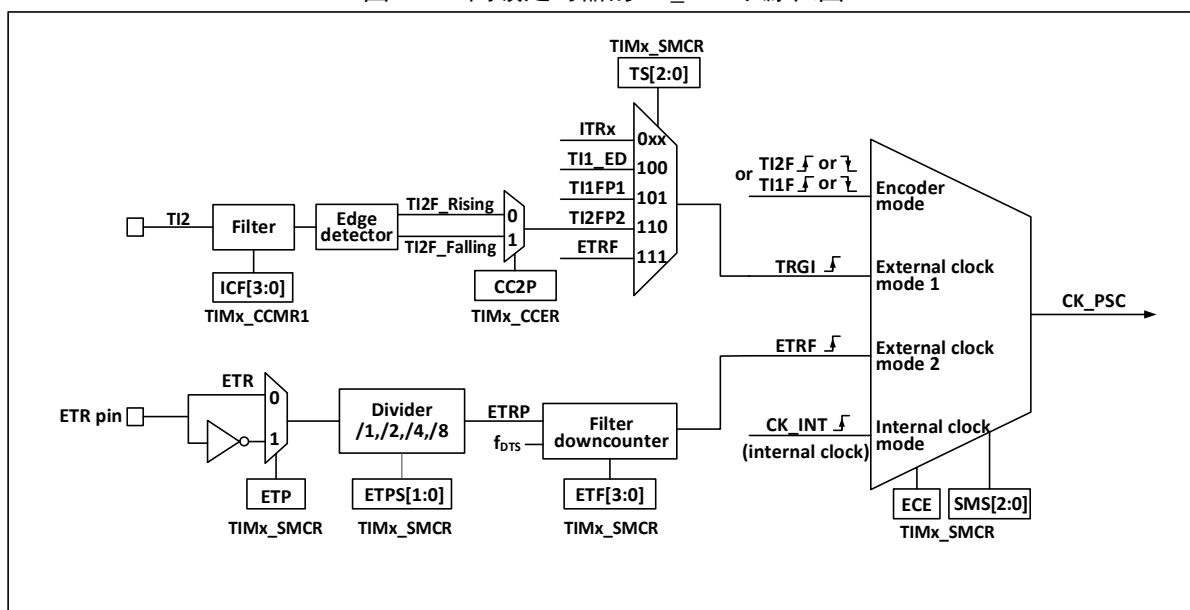 TIMx_SMCR
TS[2:0]
ITRx
0xx
TI1_ED
100
TI1FP1
101
TI2FP2
110
ETRF
111
TI2
Filter
Edge
detector
TI2F_Rising
0
TI2F_Falling
1
ICF[3:0]
TIMx_CCMR1
CC2P
TIMx_CCER
or TI2F or
TI1F or
Encoder
mode
TRGI
External clock
mode 1
CK_PSC
ETRF
External clock
mode 2
CK_INT
(internal clock)
Internal clock
mode
ECE
SMS[2:0]
TIMx_SMCR
ETR pin
ETR
0
1
Divider
/1,/2,/4,/8
ETRP
fDTS
Filter
downcounter
ETP
TIMx_SMCR
ETPS[1:0]
TIMx_SMCR
ETF[3:0]
TIMx_SMCR